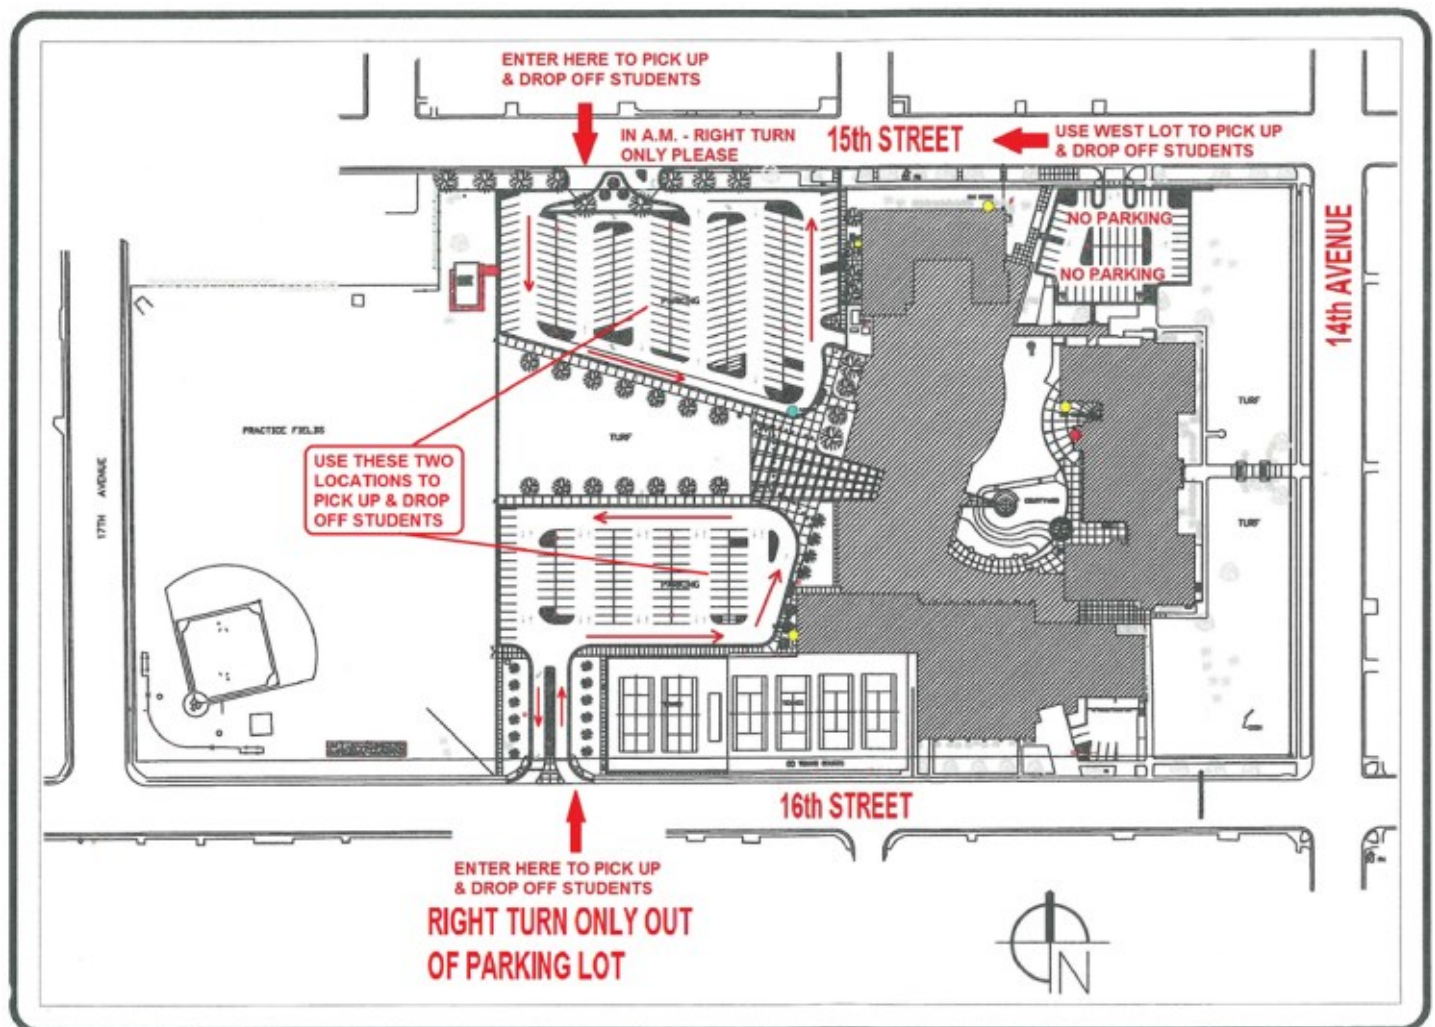 ENTER HERE TO PICK UP
& DROP OFF STUDENTS
IN A.M. - RIGHT TURN
ONLY PLEASE
15th STREET
USE WEST LOT TO PICK UP
& DROP OFF STUDENTS
NO PARKING
NO PARKING
14th AVENUE
PARKING
PRACTICE FIELDS
TURF
TURF
USE THESE TWO
LOCATIONS TO
PICK UP & DROP
OFF STUDENTS
17TH AVENUE
COURTYARD
TURF
PARKING
TENNIS
TENNIS
16th STREET
ENTER HERE TO PICK UP
& DROP OFF STUDENTS
RIGHT TURN ONLY OUT
OF PARKING LOT
N